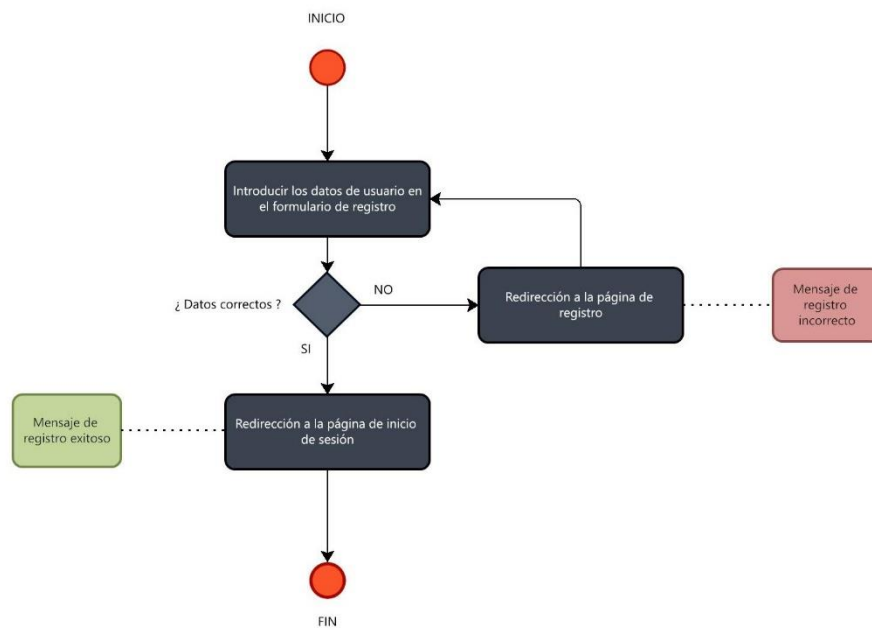 INICIO
Introducir los datos de usuario en
el formulario de registro
¿ Datos correctos ?
NO
Redirección a la página de
registro
Mensaje de
registro
incorrecto
SI
Mensaje de
registro exitoso
Redirección a la página de inicio
de sesión
FIN